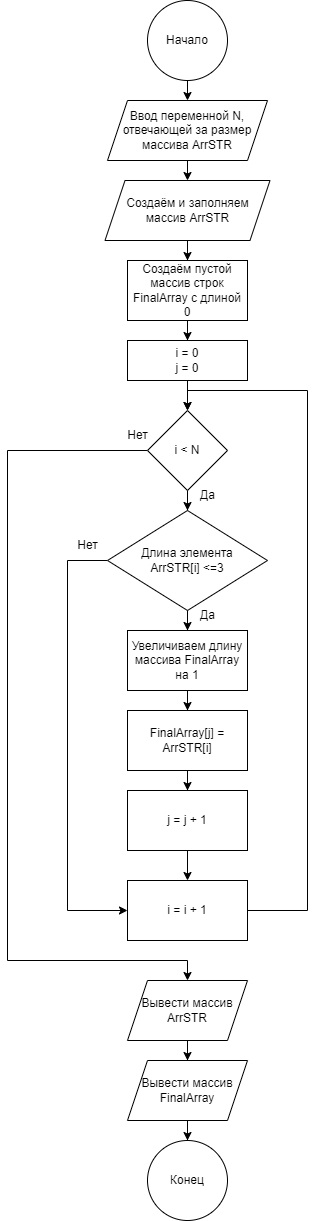 Начало
Ввод переменной N,
отвечающей за размер
массива ArrSTR
Создаём и заполняем
массив ArrSTR
Создаём пустой
массив строк
FinalArray с длиной
0
i = 0
j = 0
Нет
i < N
Да
Нет
Длина элемента
ArrSTR[i] <=3
Да
Увеличиваем длину
массива FinalArray
на 1
FinalArray[j] =
ArrSTR[i]
j = j + 1
i = i + 1
Вывести массив
ArrSTR
Вывести массив
FinalArray
Конец